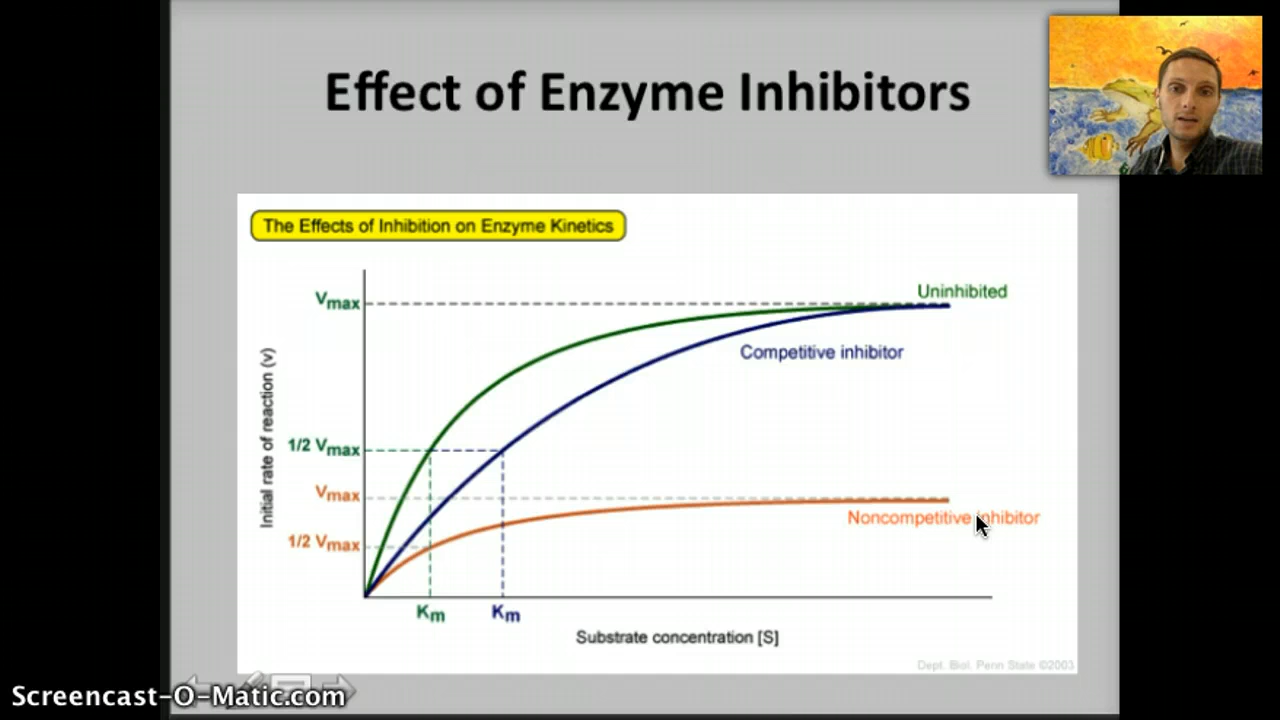 Effect of Enzyme Inhibitors
The Effects of Inhibition on Enzyme Kinetics
Vmax
Uninhibited
Competitive inhibitor
Initial rate of reaction (v)
1/2 Vmax
Vmax
Noncompetitive inhibitor
1/2 Vmax
Km
Km
Substrate concentration [S]
Dept. Biol. Penn State ©2003
Screencast-O-Matic.com